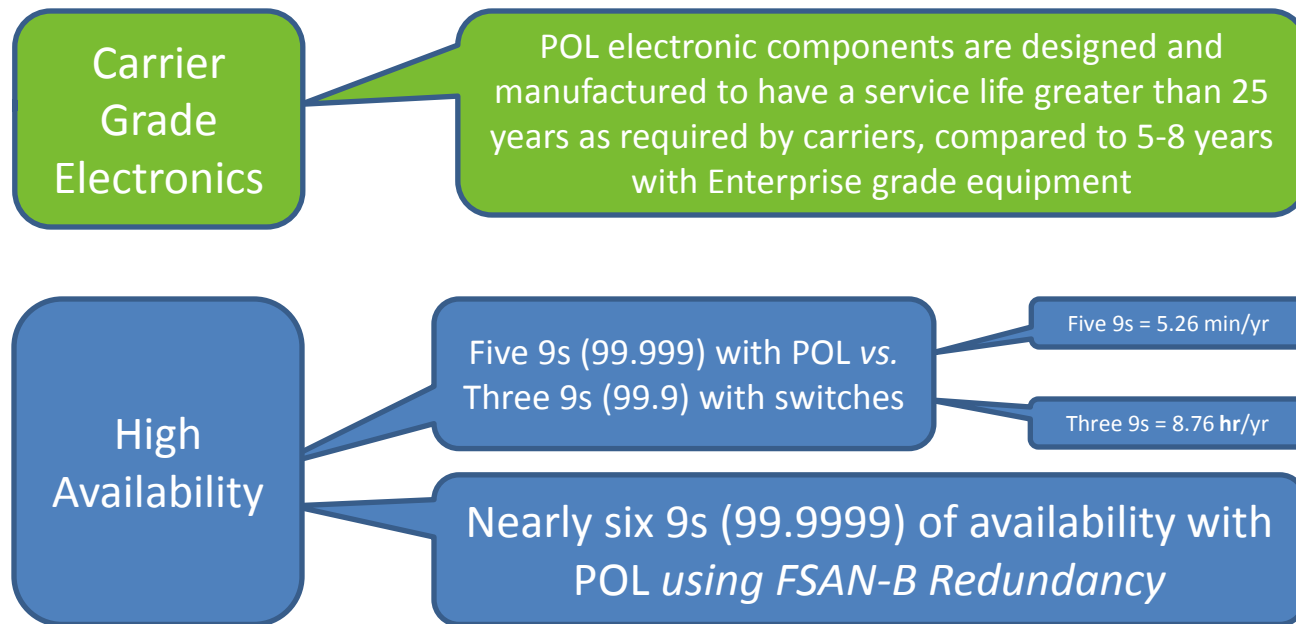 Carrier
Grade
Electronics
POL electronic components are designed and
manufactured to have a service life greater than 25
years as required by carriers, compared to 5-8 years
with Enterprise grade equipment
High
Availability
Five 9s (99.999) with POL vs.
Three 9s (99.9) with switches
Five 9s = 5.26 min/yr
Three 9s = 8.76 hr/yr
Nearly six 9s (99.9999) of availability with
POL using FSAN-B Redundancy